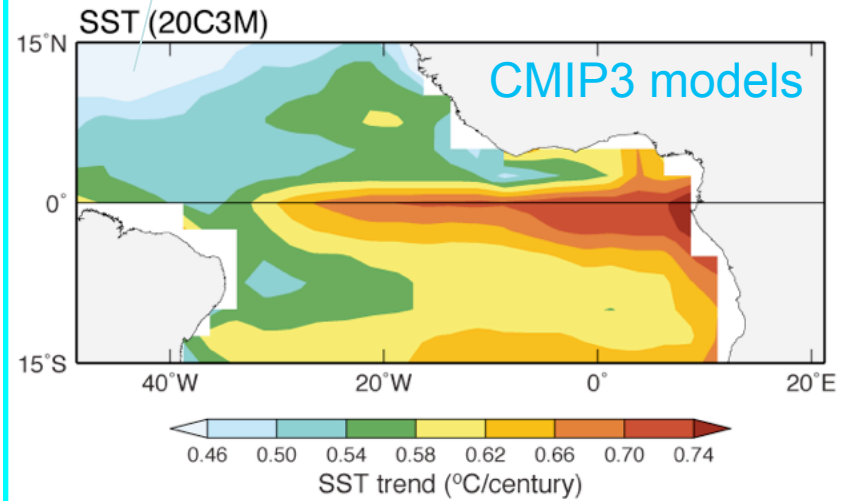 SST (20C3M)
15°N
CMIP3 models
0°
15°S
40°W 20°W 0° 20°E
0.46 0.50 0.54 0.58 0.62 0.66 0.70 0.74
SST trend (°C/century)